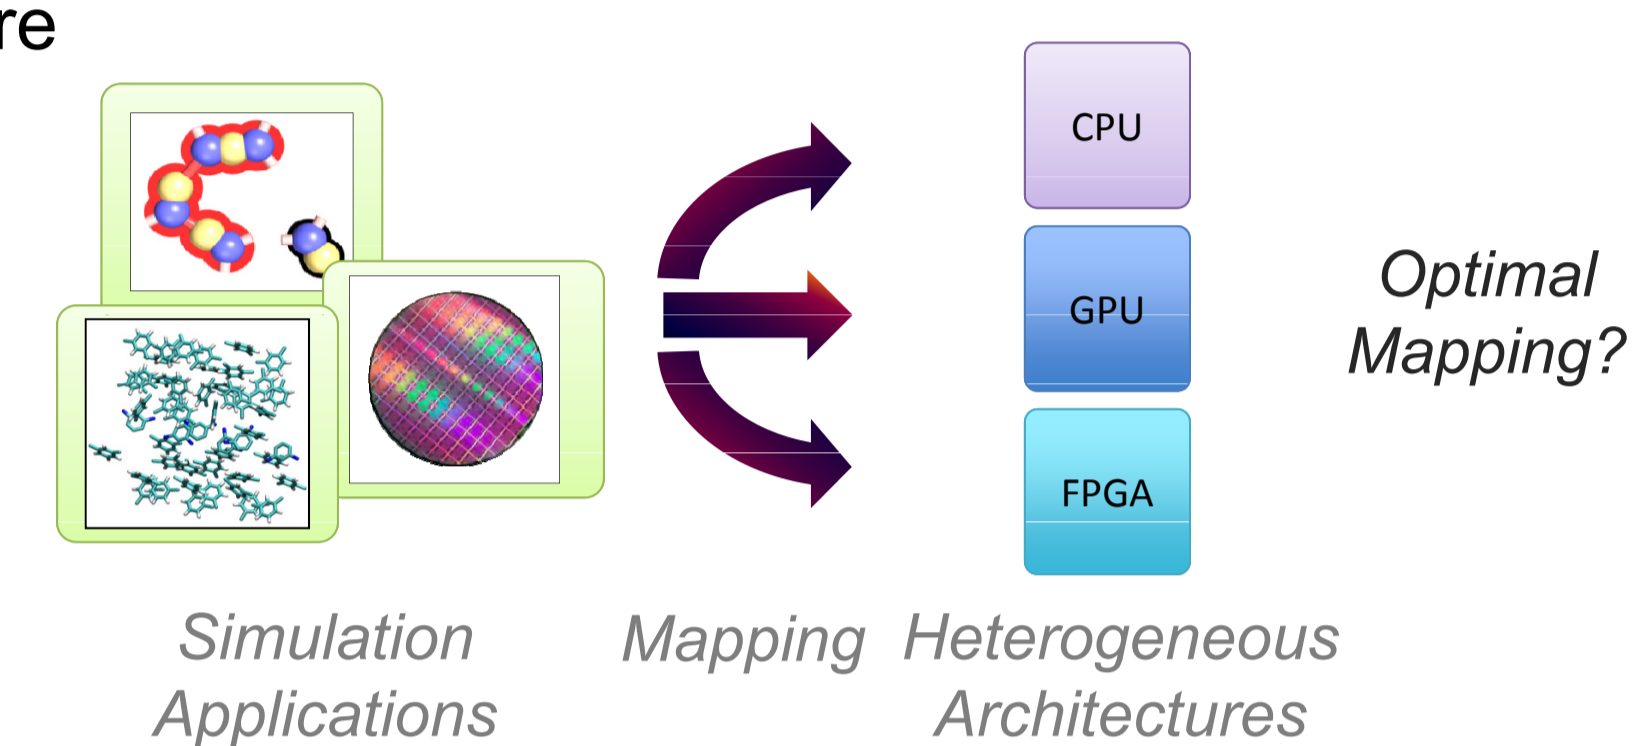 re
CPU
GPU
FPGA
Optimal
Mapping?
Simulation
Applications
Mapping
Heterogeneous
Architectures